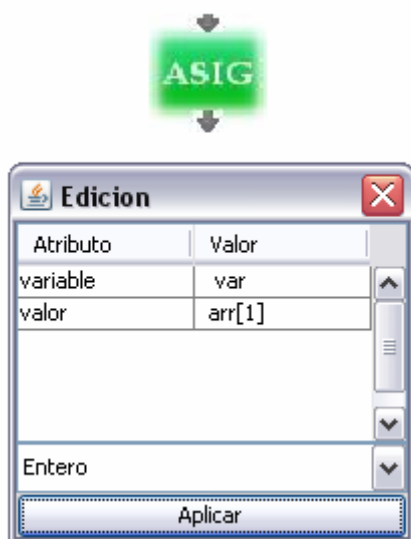 ASIG
Edicion
Atributo Valor
variable var
valor arr[1]
Entero
Aplicar